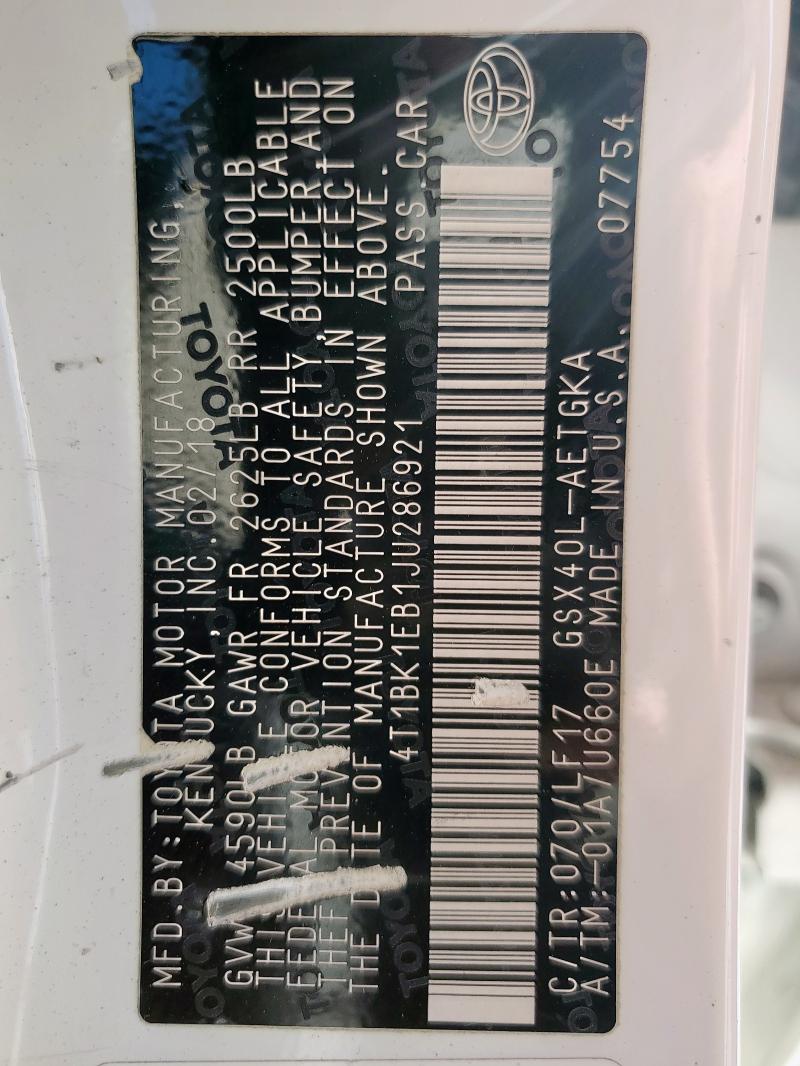 MFD.BY:TOYOTA MOTOR MANUFACTURING,
KENTUCKY,INC.02/18
GVW 4590LB GAWR FR 2625LB RR 2500LB
THIS VEHICLE CONFORMS TO ALL APPLICABLE
FEDERAL MOTOR VEHICLE SAFETY,BUMPER,AND
THEFT PREVENTION STANDARDS IN EFFECT ON
THE DATE OF MANUFACTURE SHOWN ABOVE.
4T1BK1EB1JU286921 PASS.CAR
C/TR:070/LF17 GSX40L-AETGKA
A/TM:-01A/U660E MADE IN U.S.A. 07754